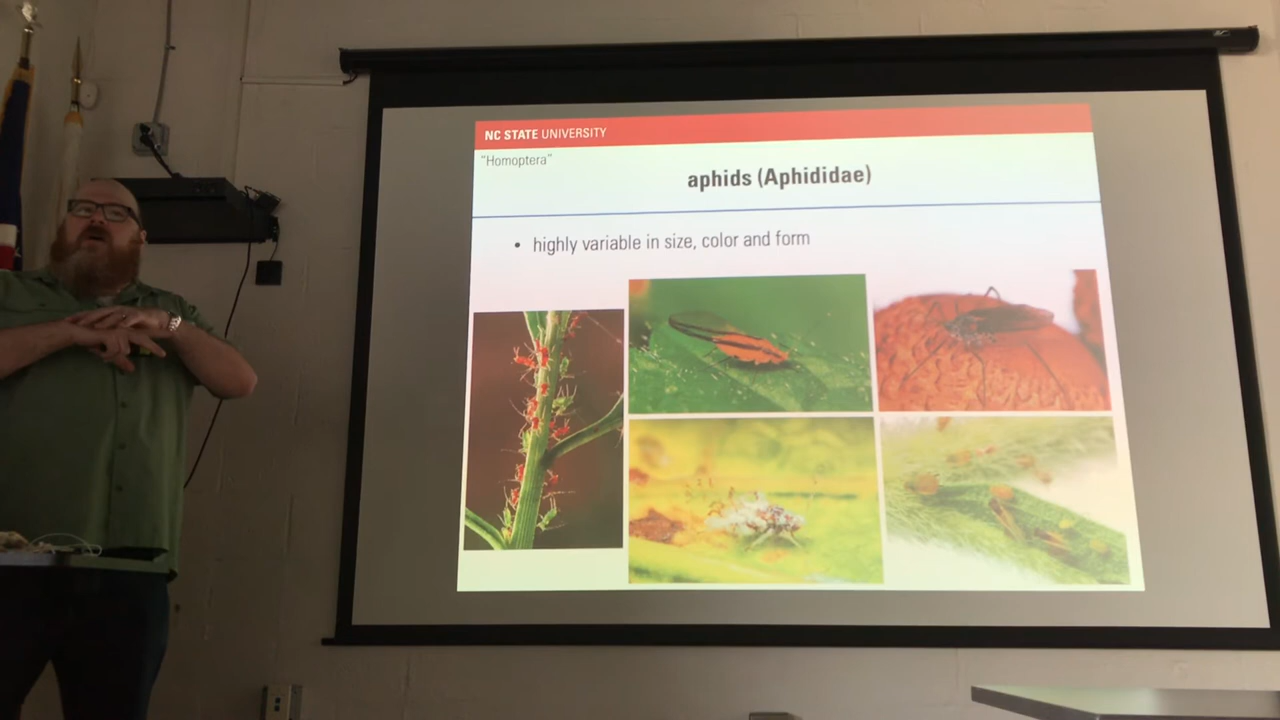 NC STATE UNIVERSITY
"Homoptera"
aphids (Aphididae)
• highly variable in size, color and form